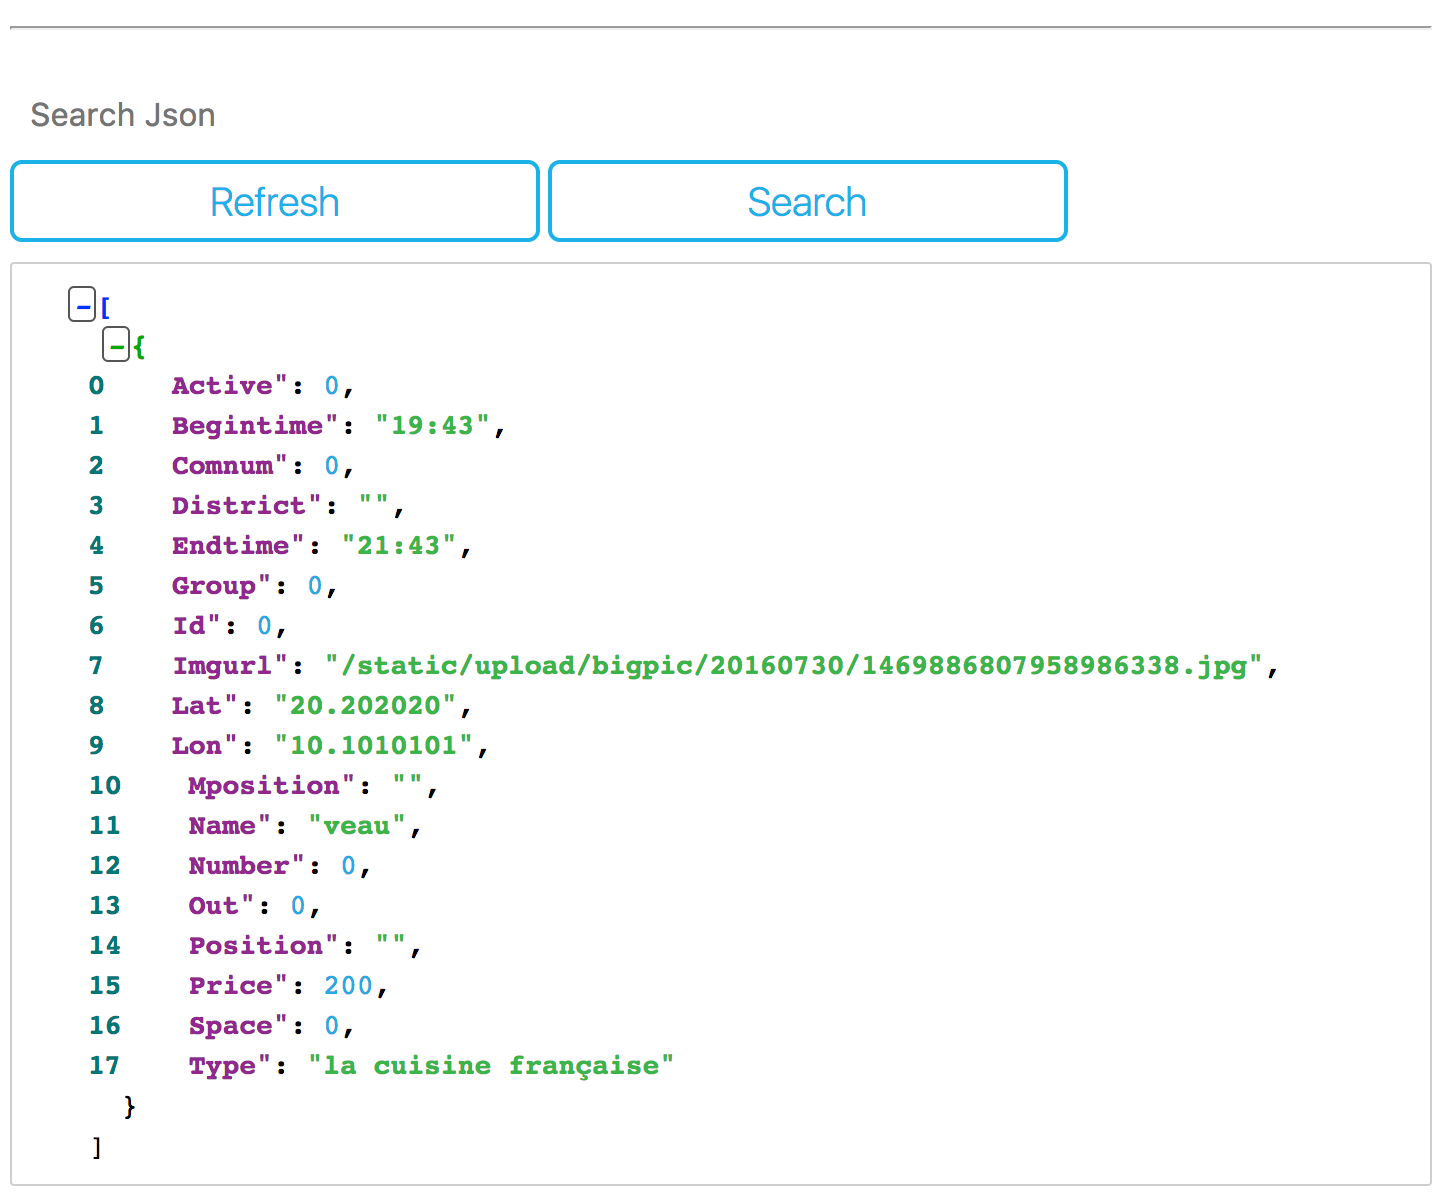 Search Json
Refresh Search
-[
-{
0 Active": 0,
1 Begintime": "19:43",
2 Comnum": 0,
3 District": "",
4 Endtime": "21:43",
5 Group": 0,
6 Id": 0,
7 Imgurl": "/static/upload/bigpic/20160730/1469886807958986338.jpg",
8 Lat": "20.202020",
9 Lon": "10.1010101",
10 Mposition": "",
11 Name": "veau",
12 Number": 0,
13 Out": 0,
14 Position": "",
15 Price": 200,
16 Space": 0,
17 Type": "la cuisine française"
}
]